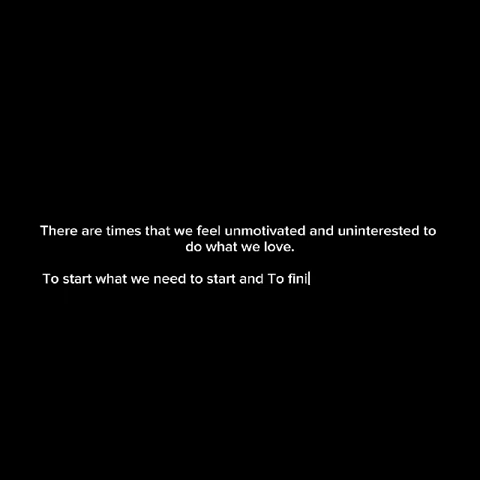 There are times that we feel unmotivated and uninterested to
do what we love.
To start what we need to start and To fini